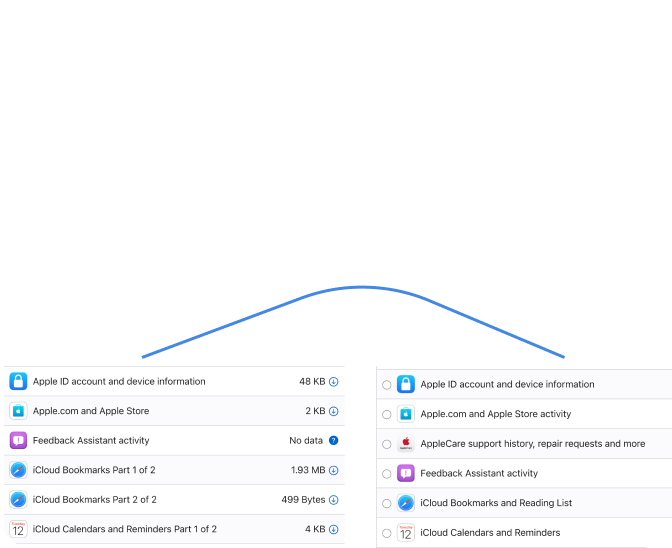 Apple ID account and device information 48 KB
Apple.com and Apple Store 2 KB
Feedback Assistant activity No data ?
iCloud Bookmarks Part 1 of 2 1.93 MB
iCloud Bookmarks Part 2 of 2 499 Bytes
Tuesday
12 iCloud Calendars and Reminders Part 1 of 2 4 KB
Apple ID account and device information
Apple.com and Apple Store activity
AppleCare support history, repair requests and more
Feedback Assistant activity
iCloud Bookmarks and Reading List
Tuesday
12 iCloud Calendars and Reminders